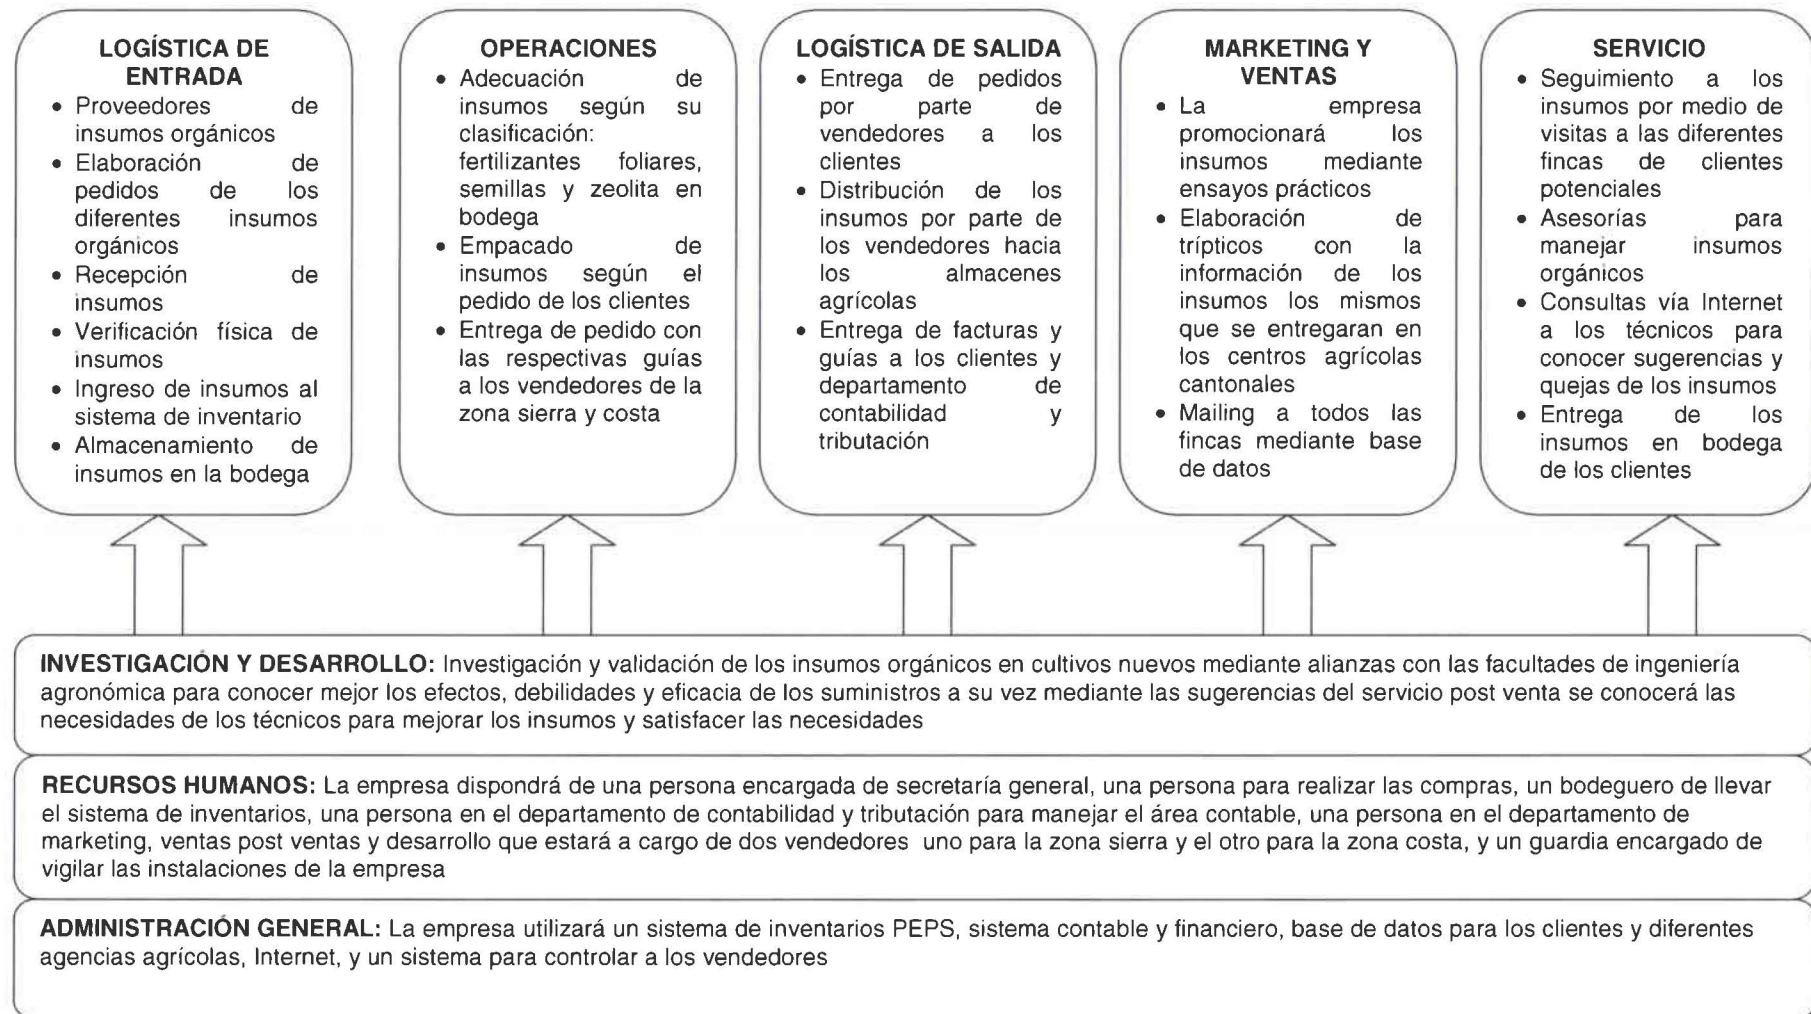 LOGÍSTICA DE
ENTRADA
• Proveedores de
insumos orgánicos
• Elaboración de
pedidos de los
diferentes insumos
orgánicos
• Recepción de
insumos
• Verificación física de
insumos
• Ingreso de insumos al
sistema de inventario
• Almacenamiento de
insumos en la bodega
OPERACIONES
• Adecuación de
insumos según su
clasificación:
fertilizantes foliares,
semillas y zeolita en
bodega
• Empacado de
insumos según el
pedido de los clientes
• Entrega de pedido con
las respectivas guías
a los vendedores de la
zona sierra y costa
LOGÍSTICA DE SALIDA
• Entrega de pedidos
por parte de
vendedores a los
clientes
• Distribución de los
insumos por parte de
los vendedores hacia
los almacenes
agrícolas
• Entrega de facturas y
guías a los clientes y
departamento de
contabilidad y
tributación
MARKETING Y
VENTAS
• La empresa
promocionará los
insumos mediante
ensayos prácticos
• Elaboración de
trípticos con la
información de los
insumos los mismos
que se entregaran en
los centros agrícolas
cantonales
• Mailing a todos las
fincas mediante base
de datos
SERVICIO
• Seguimiento a los
insumos por medio de
visitas a las diferentes
fincas de clientes
potenciales
• Asesorías para
manejar insumos
orgánicos
• Consultas vía Internet
a los técnicos para
conocer sugerencias y
quejas de los insumos
• Entrega de los
insumos en bodega
de los clientes
INVESTIGACIÓN Y DESARROLLO: Investigación y validación de los insumos orgánicos en cultivos nuevos mediante alianzas con las facultades de ingeniería
agronómica para conocer mejor los efectos, debilidades y eficacia de los suministros a su vez mediante las sugerencias del servicio post venta se conocerá las
necesidades de los técnicos para mejorar los insumos y satisfacer las necesidades
RECURSOS HUMANOS: La empresa dispondrá de una persona encargada de secretaría general, una persona para realizar las compras, un bodeguero de llevar
el sistema de inventarios, una persona en el departamento de contabilidad y tributación para manejar el área contable, una persona en el departamento de
marketing, ventas post ventas y desarrollo que estará a cargo de dos vendedores uno para la zona sierra y el otro para la zona costa, y un guardia encargado de
vigilar las instalaciones de la empresa
ADMINISTRACIÓN GENERAL: La empresa utilizará un sistema de inventarios PEPS, sistema contable y financiero, base de datos para los clientes y diferentes
agencias agrícolas, Internet, y un sistema para controlar a los vendedores